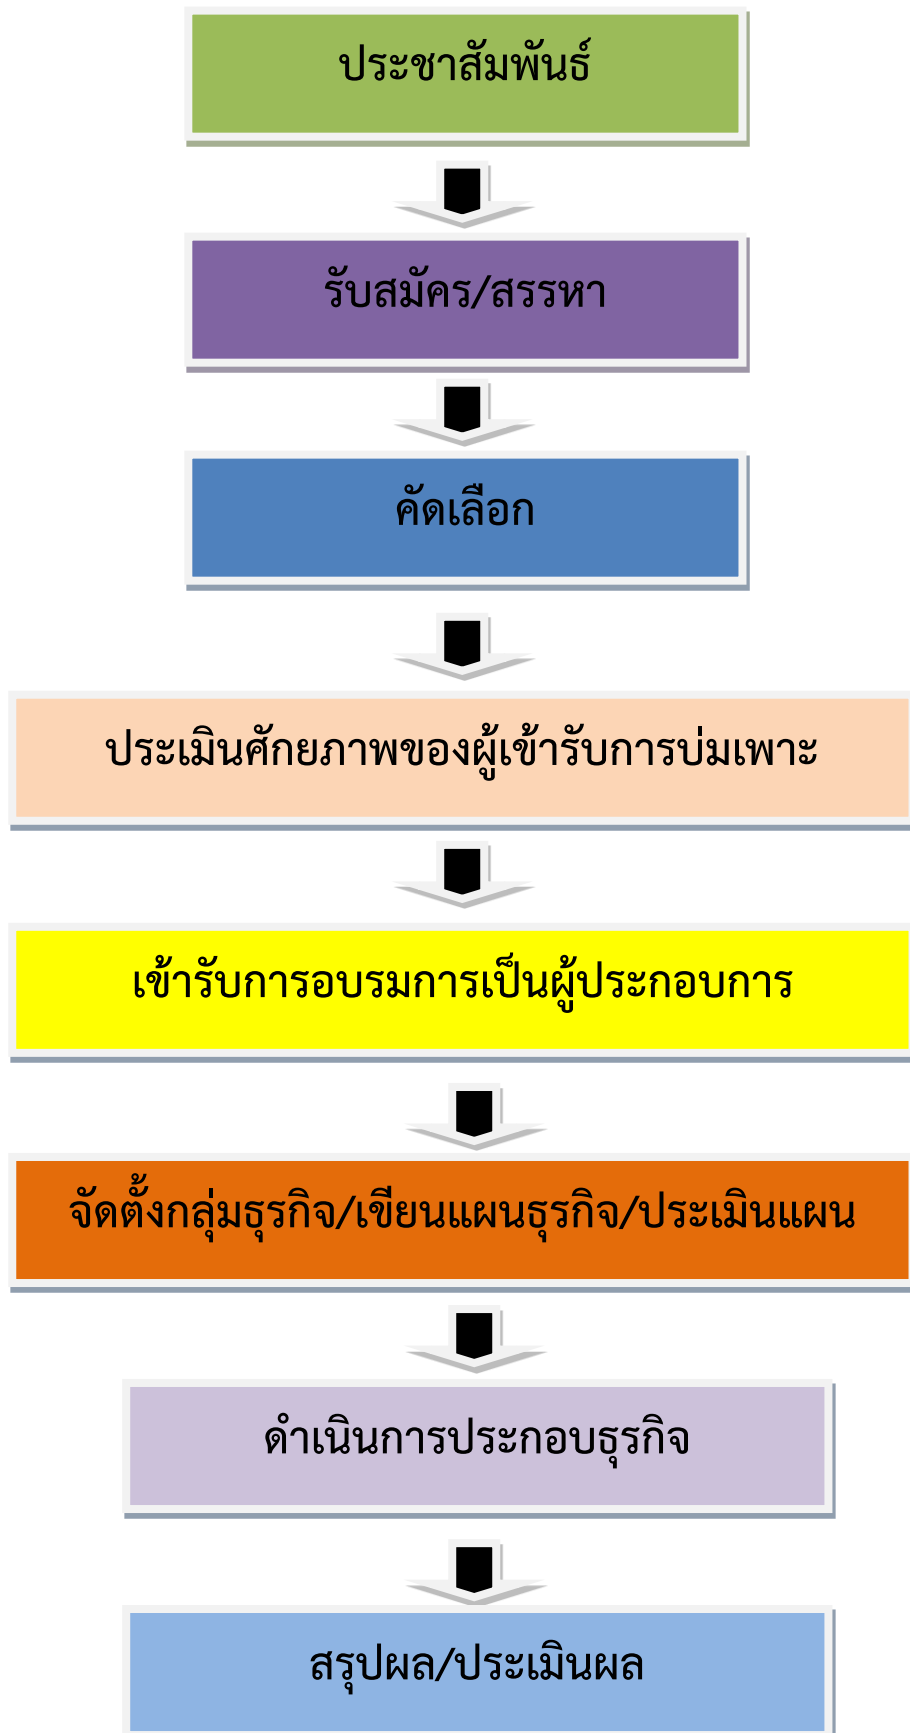 ประชาสัมพันธ์
รับสมัคร/สรรหา
คัดเลือก
ประเมินศักยภาพของผู้เข้ารับการบ่มเพาะ
เข้ารับการอบรมการเป็นผู้ประกอบการ
จัดตั้งกลุ่มธุรกิจ/เขียนแผนธุรกิจ/ประเมินแผน
ดำเนินการประกอบธุรกิจ
สรุปผล/ประเมินผล